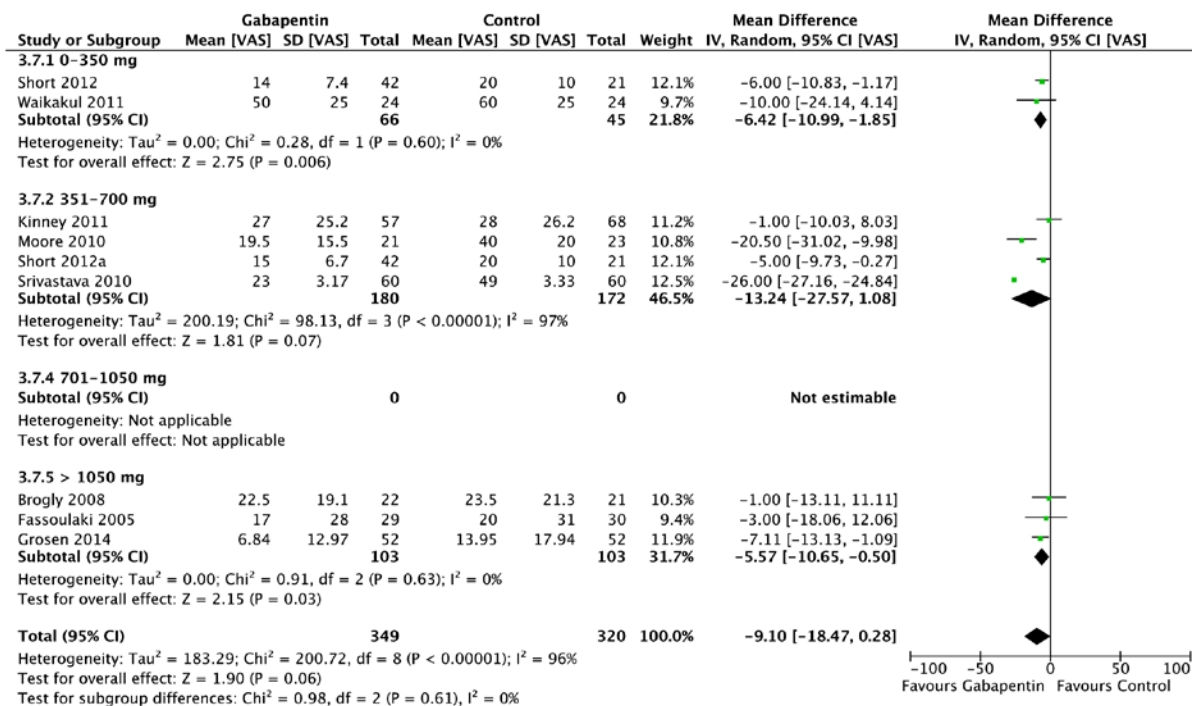 Gabapentin Control Mean Difference Mean Difference
Study or Subgroup Mean [VAS] SD [VAS] Total Mean [VAS] SD [VAS] Total Weight IV, Random, 95% CI [VAS] IV, Random, 95% CI [VAS]
3.7.1 0-350 mg
Short 2012 14 7.4 42 20 10 21 12.1% -6.00 [-10.83, -1.17]
Waikakul 2011 50 25 24 60 25 24 9.7% -10.00 [-24.14, 4.14]
Subtotal (95% CI) 66 45 21.8% -6.42 [-10.99, -1.85]
Heterogeneity: Tau² = 0.00; Chi² = 0.28, df = 1 (P = 0.60); I² = 0%
Test for overall effect: Z = 2.75 (P = 0.006)
3.7.2 351-700 mg
Kinney 2011 27 25.2 57 28 26.2 68 11.2% -1.00 [-10.03, 8.03]
Moore 2010 19.5 15.5 21 40 20 23 10.8% -20.50 [-31.02, -9.98]
Short 2012a 15 6.7 42 20 10 21 12.1% -5.00 [-9.73, -0.27]
Srivastava 2010 23 3.17 60 49 3.33 60 12.5% -26.00 [-27.16, -24.84]
Subtotal (95% CI) 180 172 46.5% -13.24 [-27.57, 1.08]
Heterogeneity: Tau² = 200.19; Chi² = 98.13, df = 3 (P < 0.00001); I² = 97%
Test for overall effect: Z = 1.81 (P = 0.07)
3.7.4 701-1050 mg
Subtotal (95% CI) 0 0 Not estimable
Heterogeneity: Not applicable
Test for overall effect: Not applicable
3.7.5 > 1050 mg
Brogly 2008 22.5 19.1 22 23.5 21.3 21 10.3% -1.00 [-13.11, 11.11]
Fassoulaki 2005 17 28 29 20 31 30 9.4% -3.00 [-18.06, 12.06]
Grosen 2014 6.84 12.97 52 13.95 17.94 52 11.9% -7.11 [-13.13, -1.09]
Subtotal (95% CI) 103 103 31.7% -5.57 [-10.65, -0.50]
Heterogeneity: Tau² = 0.00; Chi² = 0.91, df = 2 (P = 0.63); I² = 0%
Test for overall effect: Z = 2.15 (P = 0.03)
Total (95% CI) 349 320 100.0% -9.10 [-18.47, 0.28]
Heterogeneity: Tau² = 183.29; Chi² = 200.72, df = 8 (P < 0.00001); I² = 96%
Test for overall effect: Z = 1.90 (P = 0.06)
Test for subgroup differences: Chi² = 0.98, df = 2 (P = 0.61), I² = 0%
-100 -50 0 50 100
Favours Gabapentin Favours Control